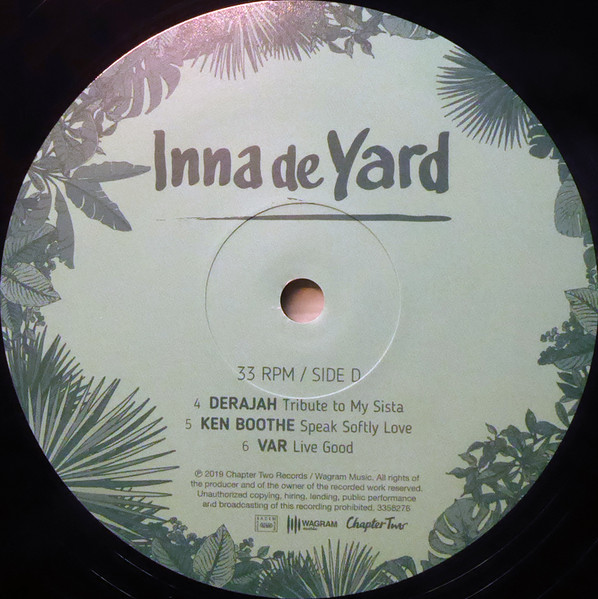 Inna de Yard
33 RPM / SIDE D
4 DERAJAH Tribute to My Sista
5 KEN BOOTHE Speak Softly Love
6 VAR Live Good
℗ 2019 Chapter Two Records / Wagram Music. All rights of
the producer and of the owner of the recorded work reserved.
Unauthorized copying, hiring, lending, public performance
and broadcasting of this recording prohibited. 3358276
WAGRAM Chapter Two